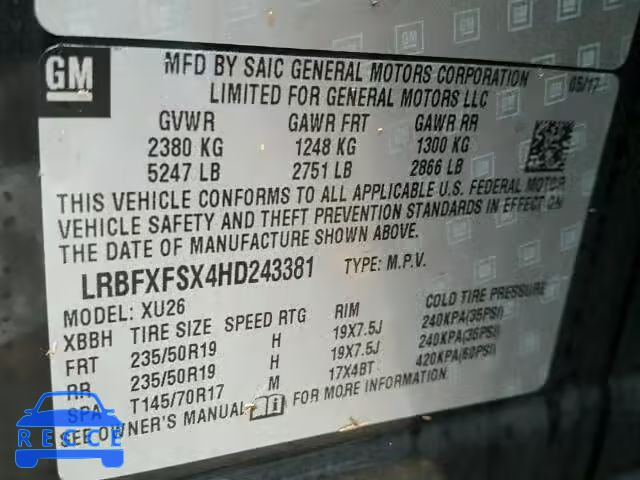 GM
MFD BY SAIC GENERAL MOTORS CORPORATION
LIMITED FOR GENERAL MOTORS LLC
05/17
GVWR GAWR FRT GAWR RR
2380 KG 1248 KG 1300 KG
5247 LB 2751 LB 2866 LB
THIS VEHICLE CONFORMS TO ALL APPLICABLE U.S. FEDERAL MOTOR
VEHICLE SAFETY AND THEFT PREVENTION STANDARDS IN EFFECT ON
THE DATE OF MANUFACTURE SHOWN ABOVE.
LRBFXFSX4HD243381 TYPE: M.P.V.
MODEL: XU26
XBBH TIRE SIZE SPEED RTG RIM COLD TIRE PRESSURE
FRT 235/50R19 H 19X7.5J 240KPA(35PSI)
RR 235/50R19 H 19X7.5J 240KPA(35PSI)
SPA T145/70R17 M 17X4BT 420KPA(60PSI)
SEE OWNER'S MANUAL FOR MORE INFORMATION.